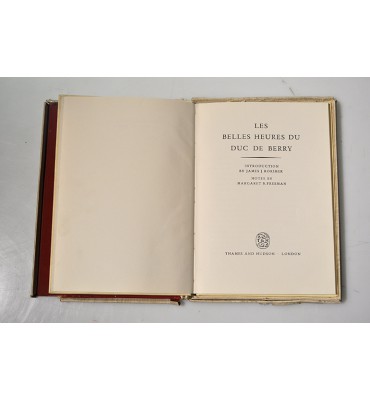 LES
BELLES HEURES DU
DUC DE BERRY
INTRODUCTION
BY JAMES J RORIMER
NOTES BY
MARGARET B. FREEMAN
THAMES AND HUDSON LONDON